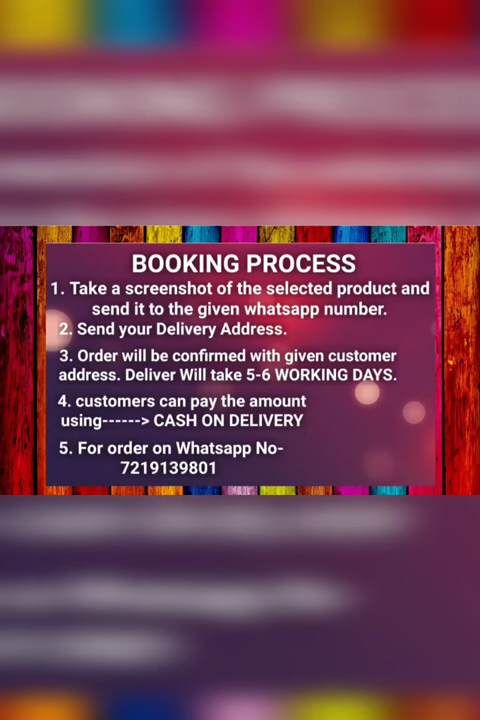 BOOKING PROCESS
1. Take a screenshot of the selected product and
send it to the given whatsapp number.
2. Send your Delivery Address.
3. Order will be confirmed with given customer
address. Deliver Will take 5-6 WORKING DAYS.
4. customers can pay the amount
using------> CASH ON DELIVERY
5. For order on Whatsapp No-
7219139801